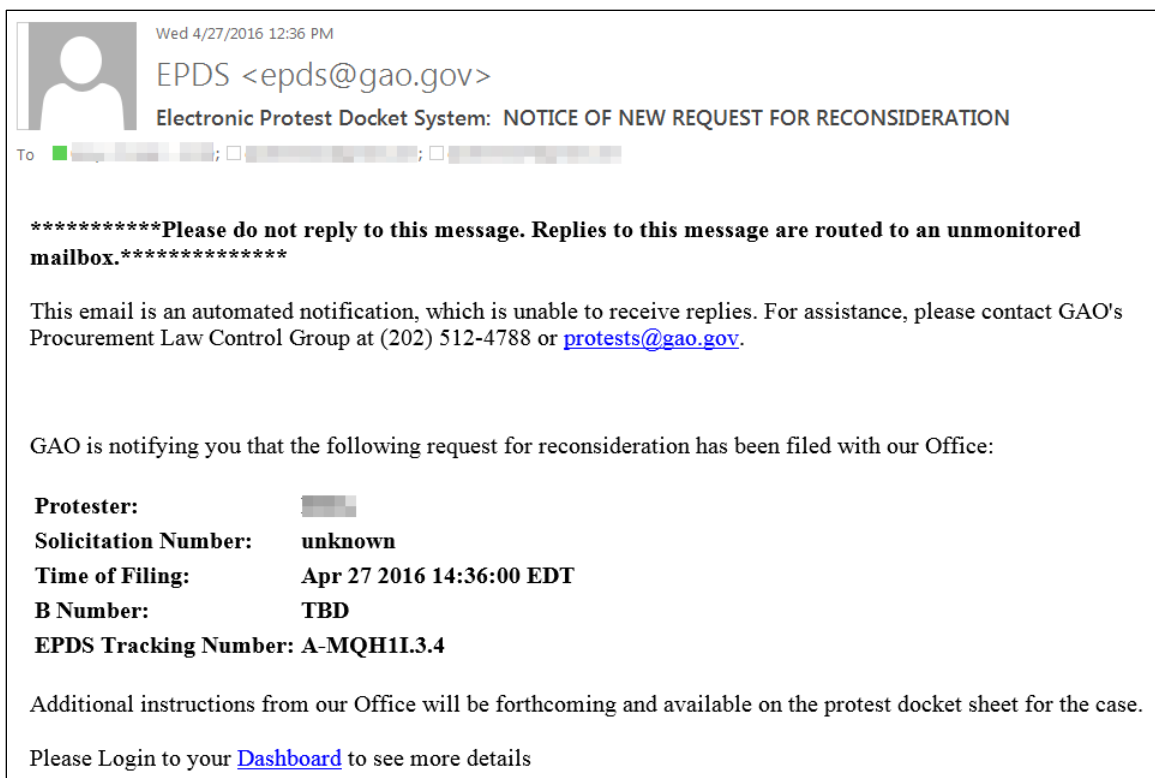 Wed 4/27/2016 12:36 PM
EPDS <epds@gao.gov>
Electronic Protest Docket System: NOTICE OF NEW REQUEST FOR RECONSIDERATION
To ; ;
***********Please do not reply to this message. Replies to this message are routed to an unmonitored
mailbox.**************
This email is an automated notification, which is unable to receive replies. For assistance, please contact GAO's
Procurement Law Control Group at (202) 512-4788 or protests@gao.gov.
GAO is notifying you that the following request for reconsideration has been filed with our Office:
Protester:
Solicitation Number: unknown
Time of Filing: Apr 27 2016 14:36:00 EDT
B Number: TBD
EPDS Tracking Number: A-MQH1I.3.4
Additional instructions from our Office will be forthcoming and available on the protest docket sheet for the case.
Please Login to your Dashboard to see more details